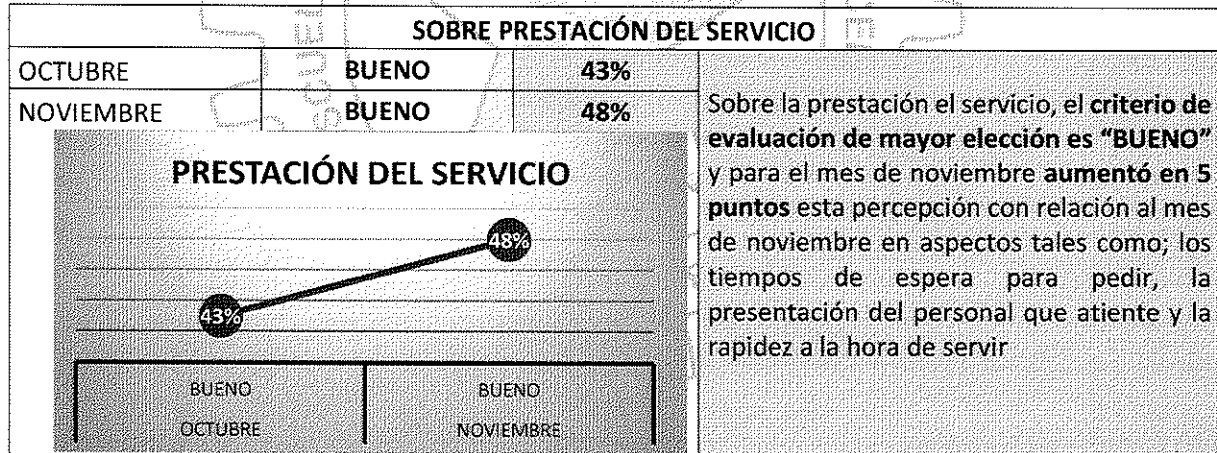 SOBRE PRESTACIÓN DEL SERVICIO
OCTUBRE BUENO 43%
NOVIEMBRE BUENO 48%
PRESTACIÓN DEL SERVICIO
48%
43%
BUENO BUENO
OCTUBRE NOVIEMBRE
Sobre la prestación el servicio, el criterio de
evaluación de mayor elección es “BUENO”
y para el mes de noviembre aumentó en 5
puntos esta percepción con relación al mes
de noviembre en aspectos tales como; los
tiempos de espera para pedir, la
presentación del personal que atiente y la
rapidez a la hora de servir